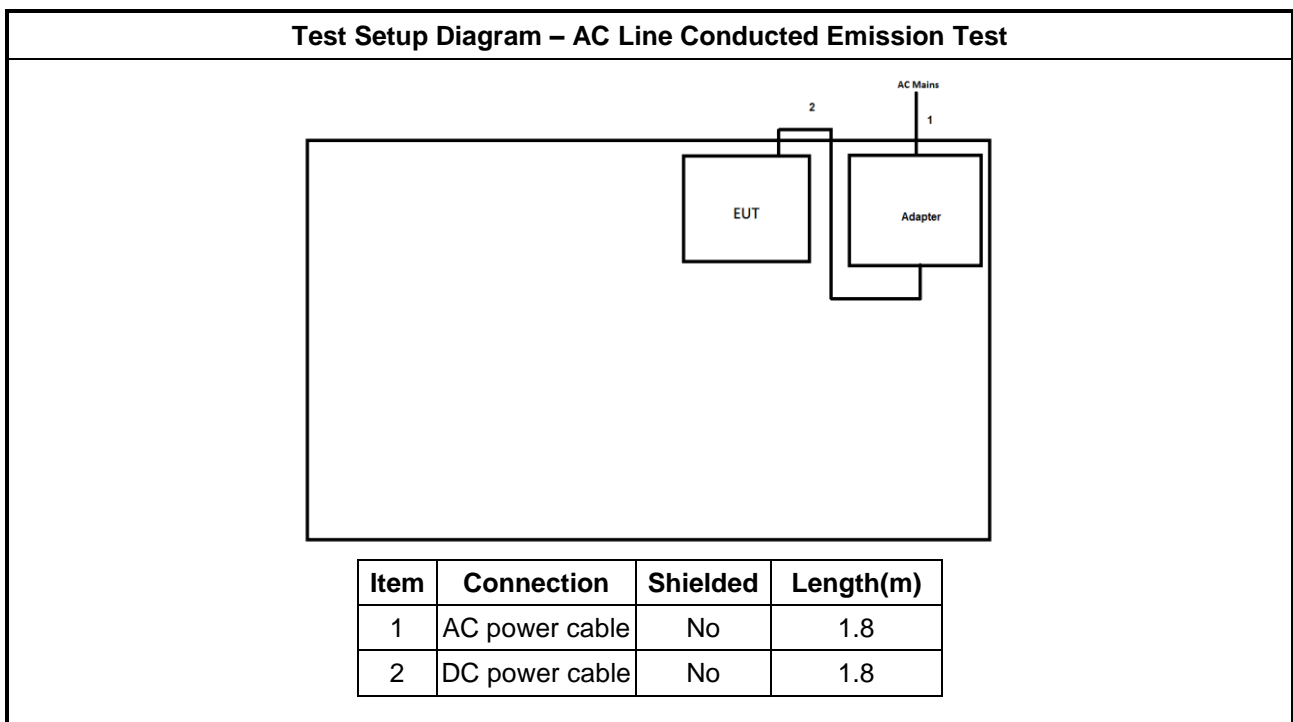 Test Setup Diagram – AC Line Conducted Emission Test
AC Mains
2
1
EUT
Adapter
Item Connection Shielded Length(m)
1 AC power cable No 1.8
2 DC power cable No 1.8